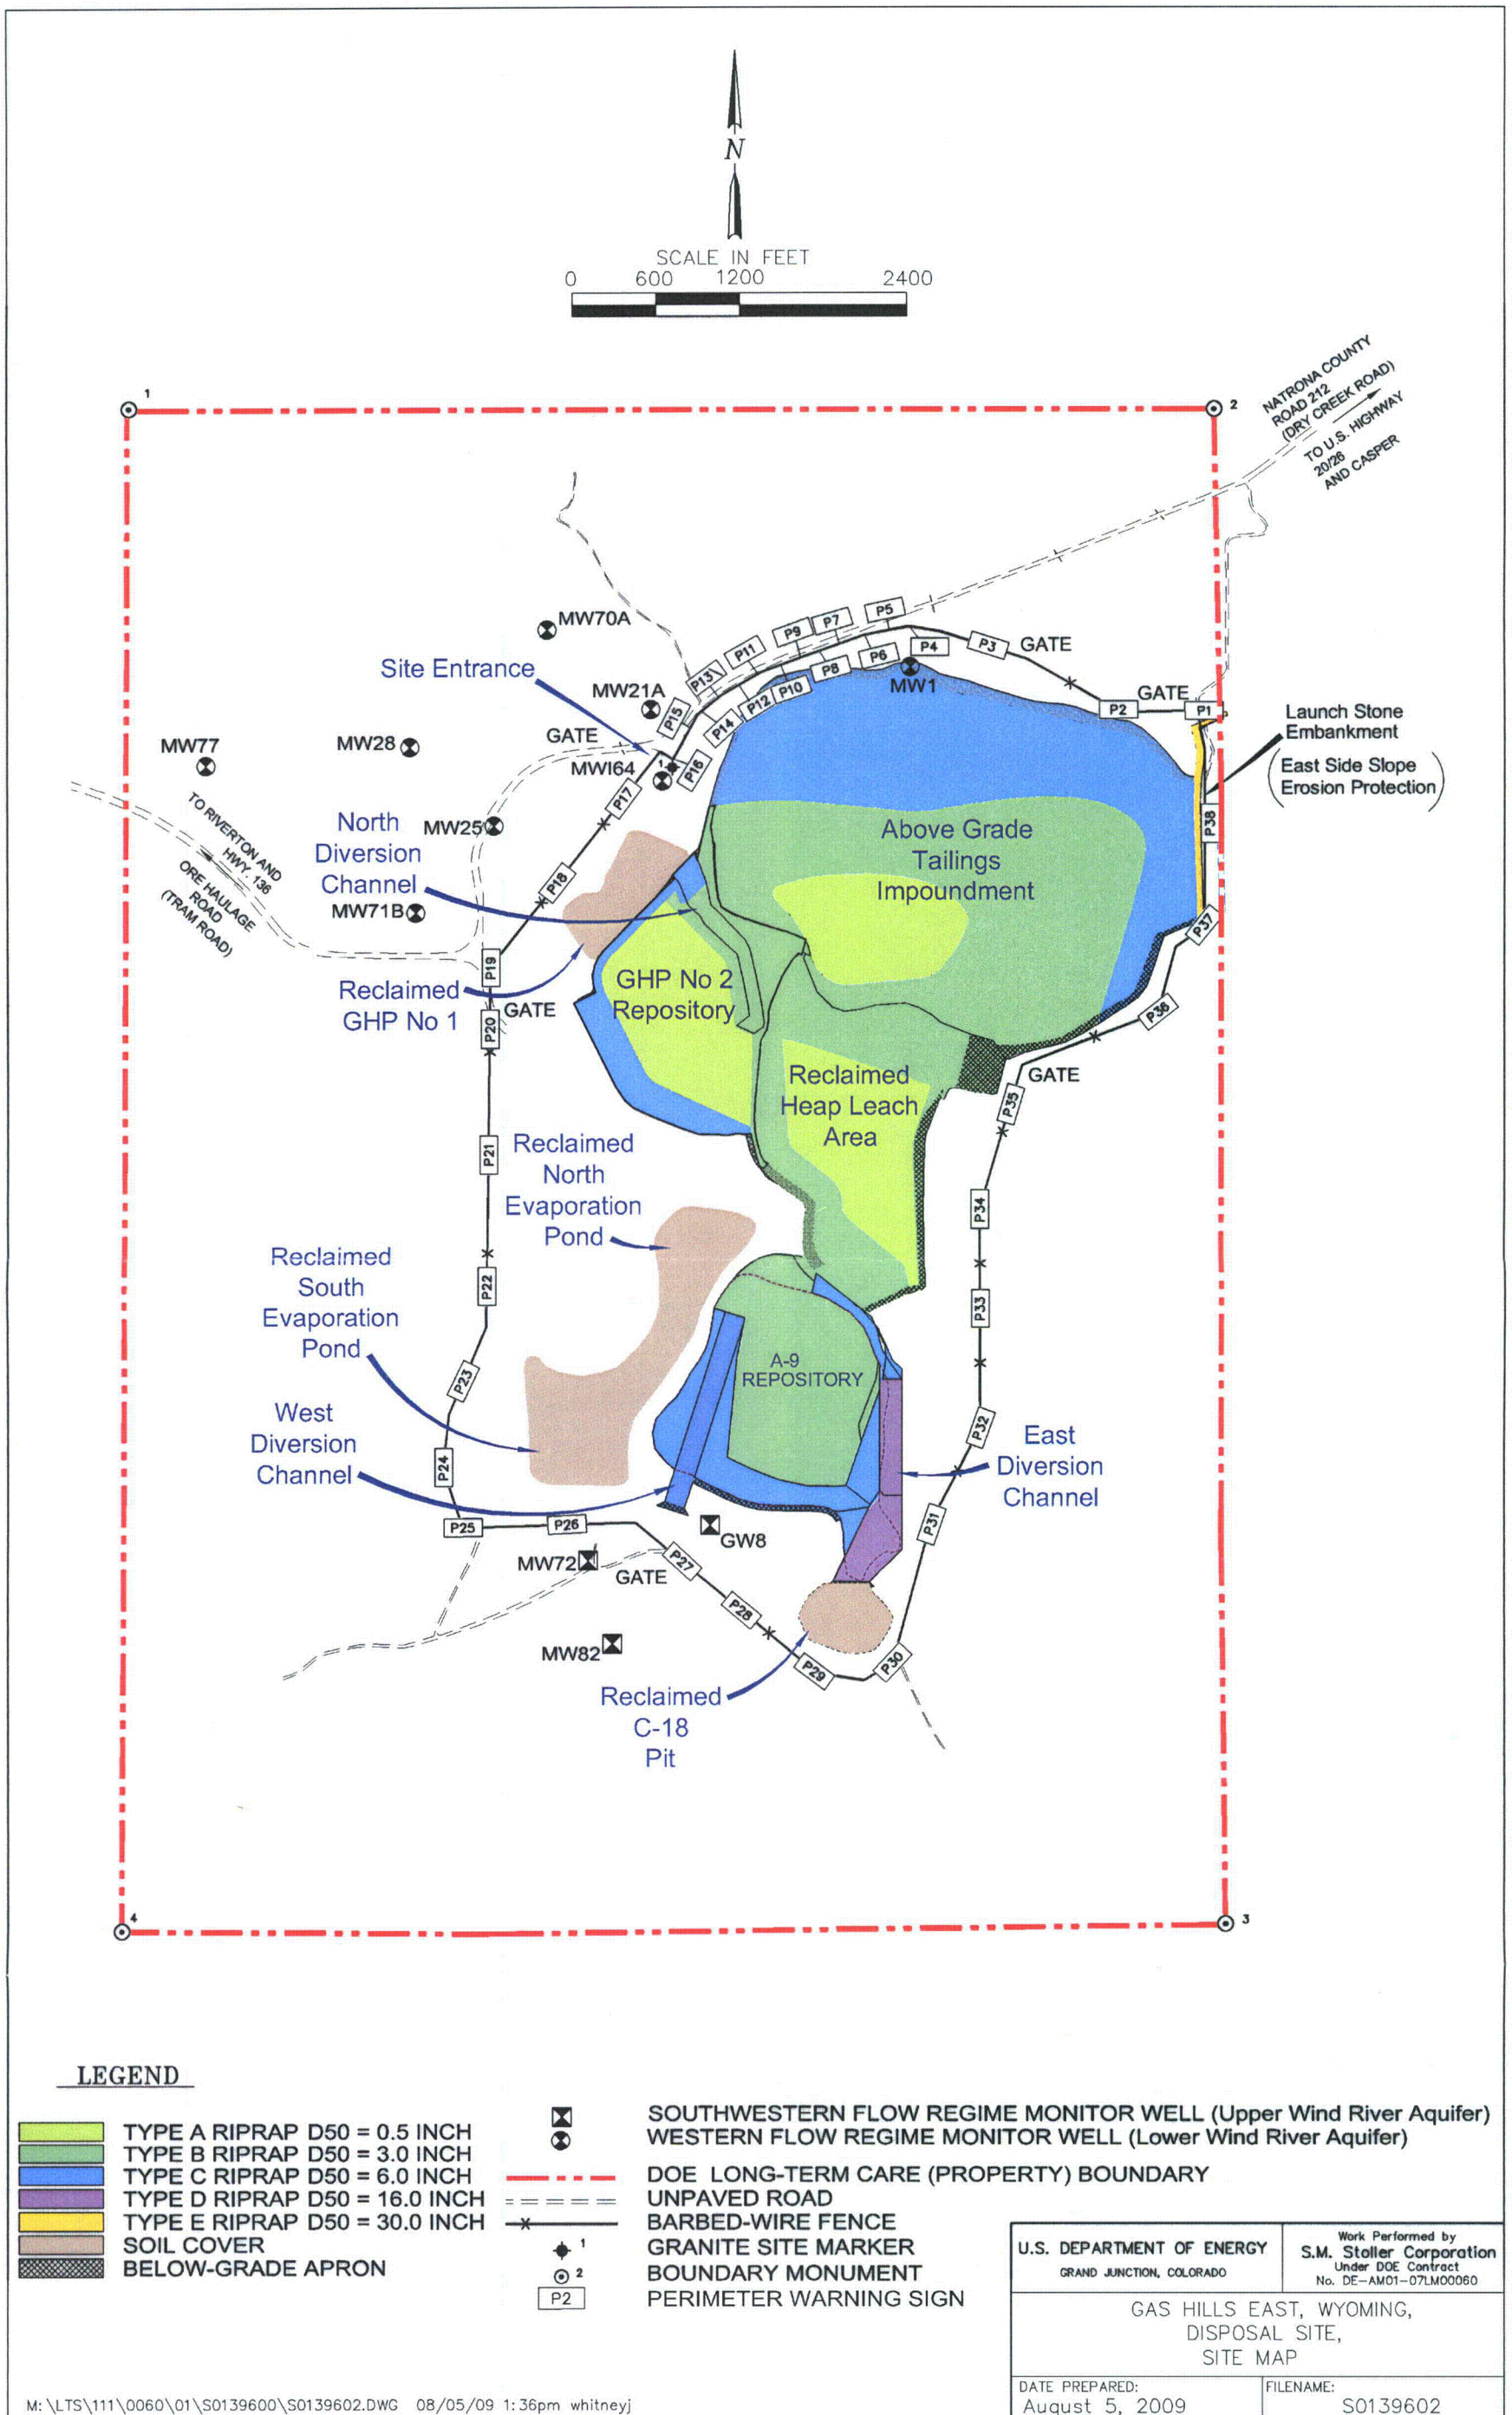 N
SCALE IN FEET
0 600 1200 2400
NATRONA COUNTY
ROAD 212
(DRY CREEK ROAD)
TO U.S. HIGHWAY
20/26
AND CASPER
1
2
MW70A
Site Entrance
MW21A
MW28
MW77
GATE
MWI64
1
MW25
MW71B
P15
P13
P11
P9
P7
P5
P14
P12
P10
P8
P6
P4
P3
GATE
MW1
P2
GATE
P1
P16
P17
P18
Launch Stone
Embankment
(East Side Slope
Erosion Protection)
P38
TO RIVERTON AND
HWY. 136
ORE HAULAGE
ROAD
(TRAM ROAD)
North
Diversion
Channel
Above Grade
Tailings
Impoundment
P37
P19
Reclaimed
GHP No 1
GATE
P20
GHP No 2
Repository
P36
Reclaimed
Heap Leach
Area
GATE
P35
P21
Reclaimed
North
Evaporation
Pond
P34
Reclaimed
South
Evaporation
Pond
P22
P33
P23
A-9
REPOSITORY
West
Diversion
Channel
P24
P32
East
Diversion
Channel
P25
P26
GW8
P31
MW72
GATE
P27
P28
MW82
P29
P30
Reclaimed
C-18
Pit
4
3
LEGEND
TYPE A RIPRAP D50 = 0.5 INCH
TYPE B RIPRAP D50 = 3.0 INCH
TYPE C RIPRAP D50 = 6.0 INCH
TYPE D RIPRAP D50 = 16.0 INCH
TYPE E RIPRAP D50 = 30.0 INCH
SOIL COVER
BELOW-GRADE APRON
SOUTHWESTERN FLOW REGIME MONITOR WELL (Upper Wind River Aquifer)
WESTERN FLOW REGIME MONITOR WELL (Lower Wind River Aquifer)
DOE LONG-TERM CARE (PROPERTY) BOUNDARY
UNPAVED ROAD
BARBED-WIRE FENCE
1 GRANITE SITE MARKER
2 BOUNDARY MONUMENT
P2 PERIMETER WARNING SIGN
U.S. DEPARTMENT OF ENERGY
GRAND JUNCTION, COLORADO
Work Performed by
S.M. Stoller Corporation
Under DOE Contract
No. DE-AM01-07LM00060
GAS HILLS EAST, WYOMING,
DISPOSAL SITE,
SITE MAP
DATE PREPARED:
August 5, 2009
FILENAME:
S0139602
M:\LTS\111\0060\01\S0139600\S0139602.DWG 08/05/09 1:36pm whitneyj